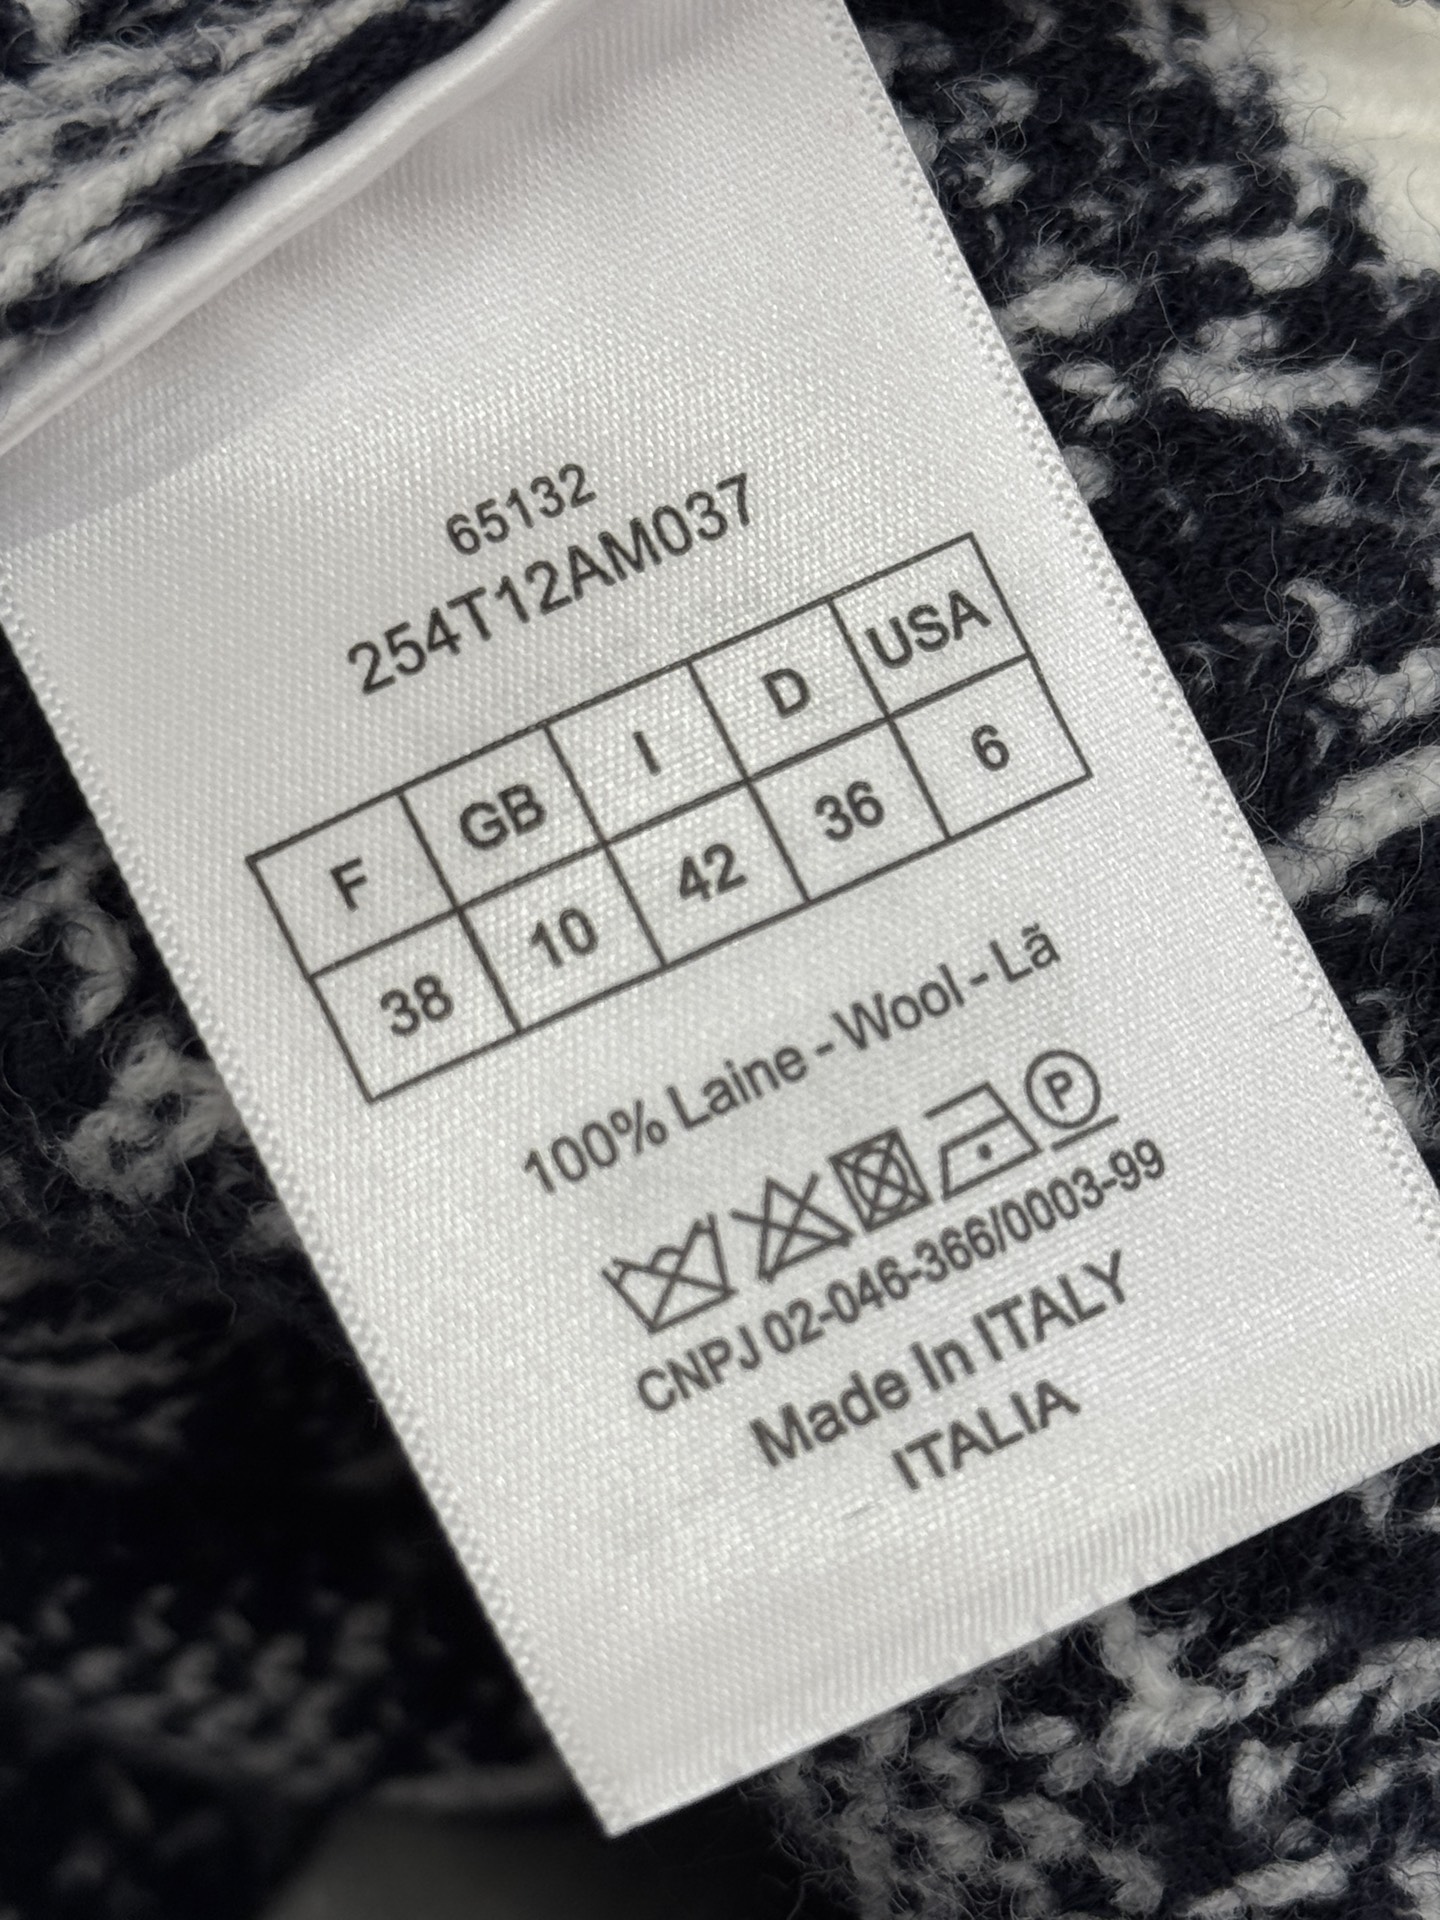 65132
254T12AM037
F GB I D USA
38 10 42 36 6
100% Laine - Wool - Lã
P
CNPJ 02-046-366/0003-99
Made In ITALY
ITALIA